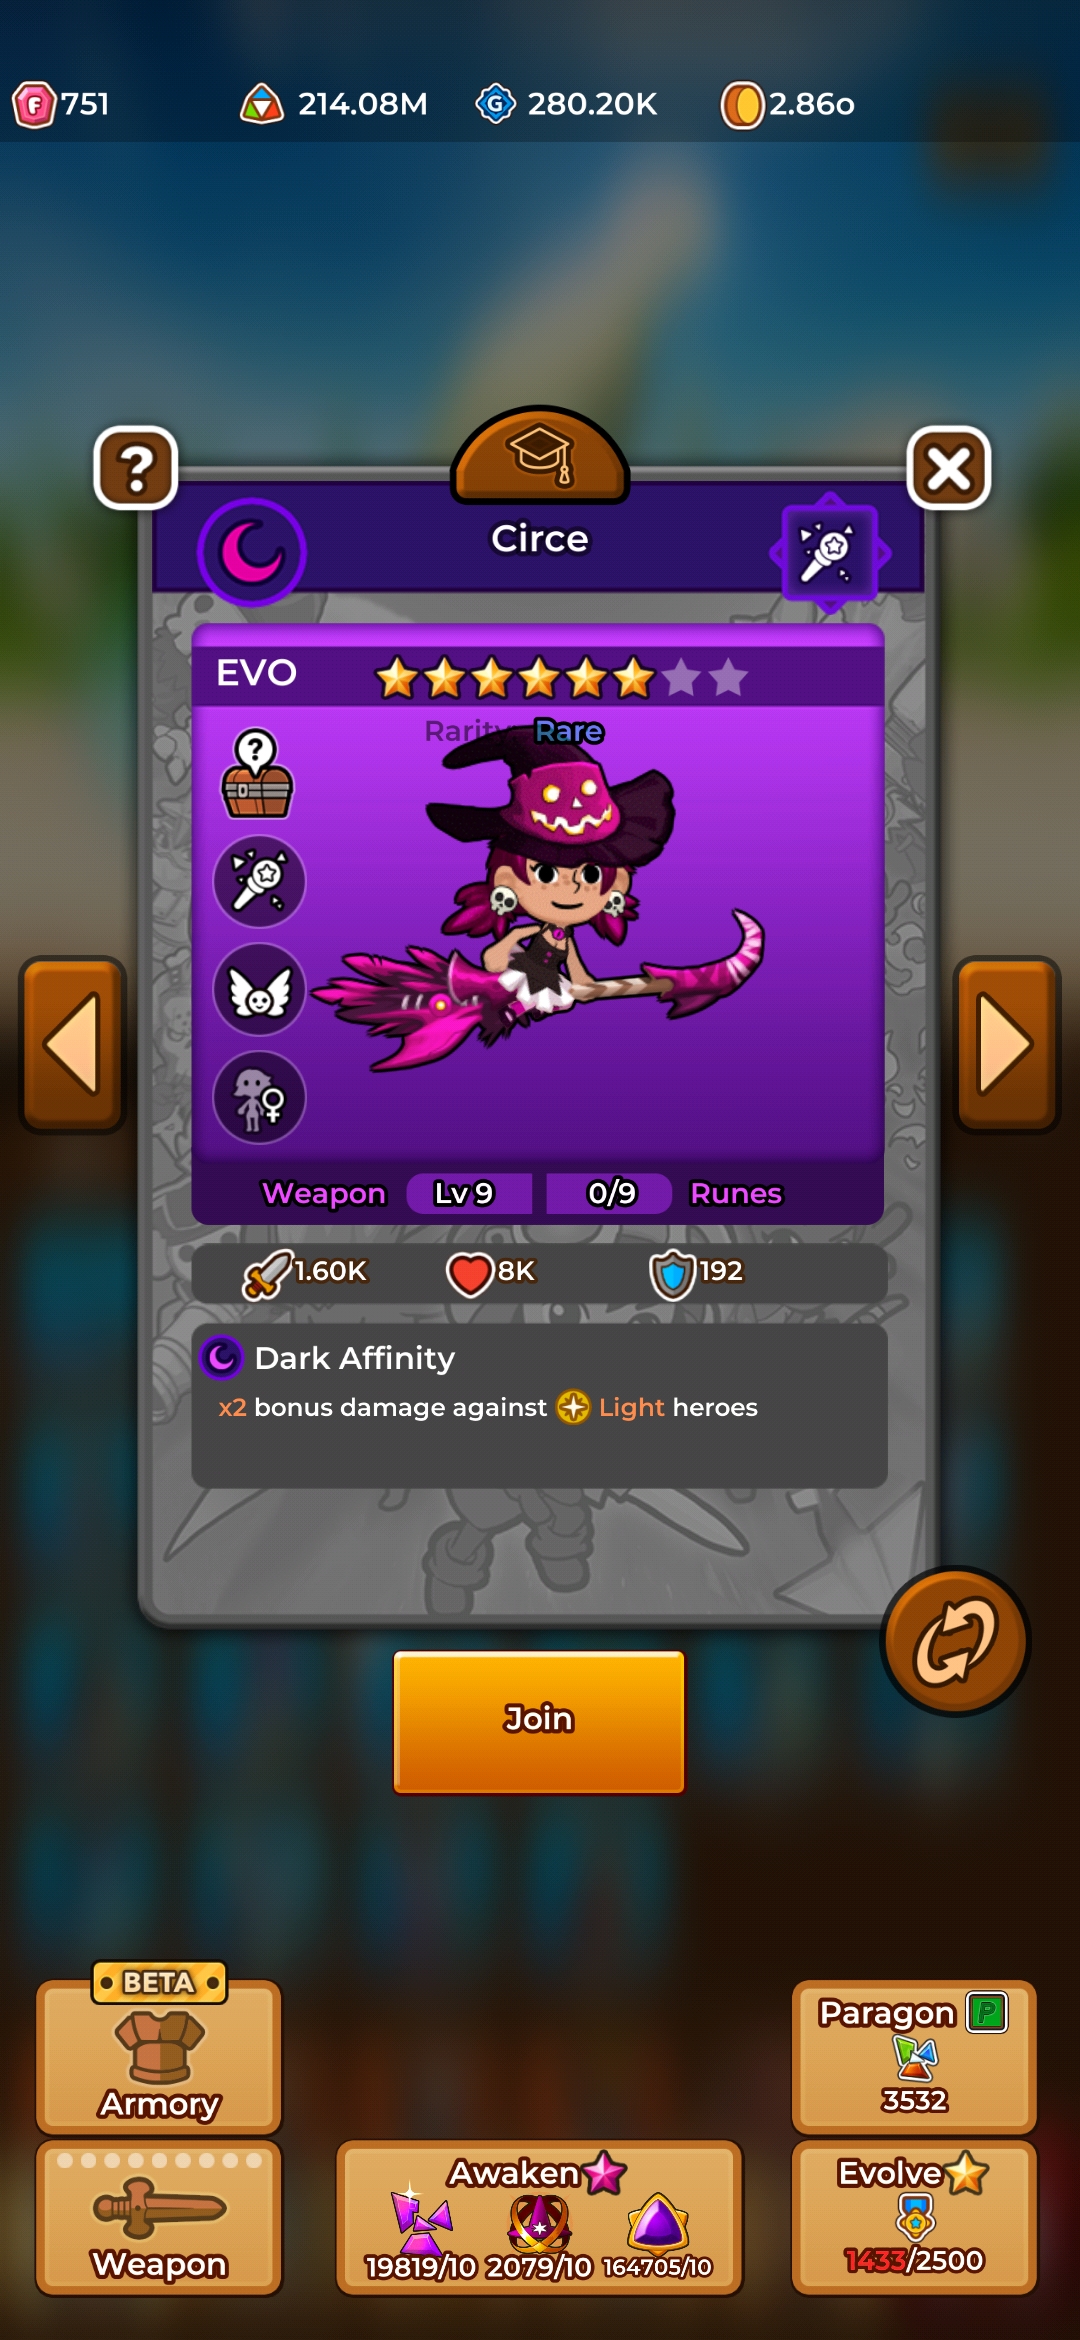 F 751 214.08M G 280.20K 2.86o
?
Circe
EVO
Rarity Rare
?
Weapon Lv 9 0/9 Runes
1.60K 8K 192
Dark Affinity
x2 bonus damage against Light heroes
Join
BETA
Armory
Paragon P
3532
Weapon
Awaken
19819/10 2079/10 164705/10
Evolve
1433/2500